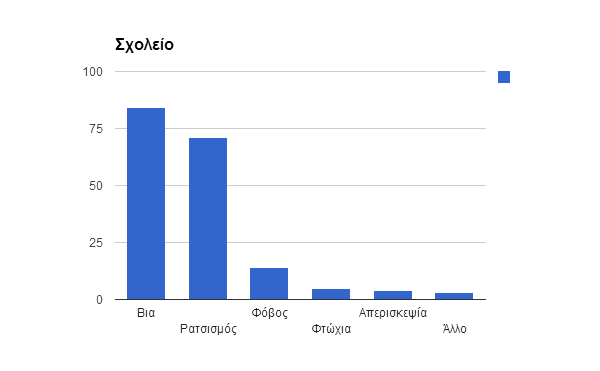 Σχολείο
100
75
50
25
0
Βια
Ρατσισμός
Φόβος
Φτώχια
Απερισκεψία
Άλλο